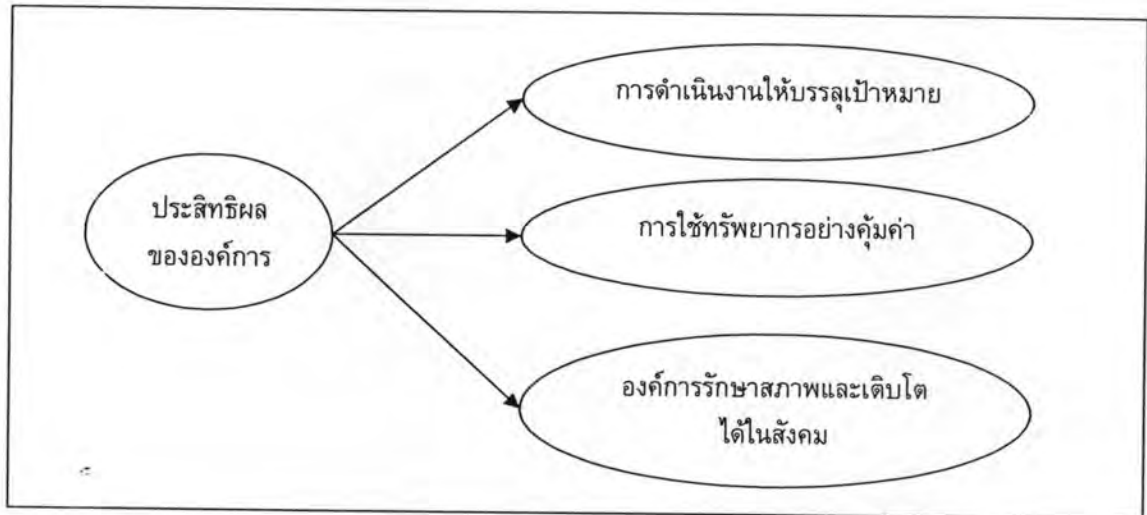 ประสิทธิผล
ขององค์การ
การดำเนินงานให้บรรลุเป้าหมาย
การใช้ทรัพยากรอย่างคุ้มค่า
องค์การรักษาสภาพและเติบโต
ได้ในสังคม